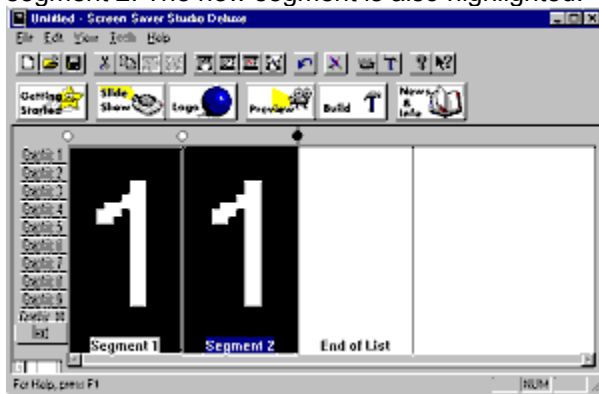 segment 2. The new segment is also highlighted.
Untitled - Screen Saver Studio Deluxe
File Edit View Tools Help
Getting Started
Slide Show
Logo
Preview
Build
News & Info
1 1
Graphic 1
Graphic 2
Graphic 3
Graphic 4
Graphic 5
Graphic 6
Graphic 7
Graphic 8
Graphic 9
Graphic 10
Text
Segment 1 Segment 2 End of List
For Help, press F1 NUM